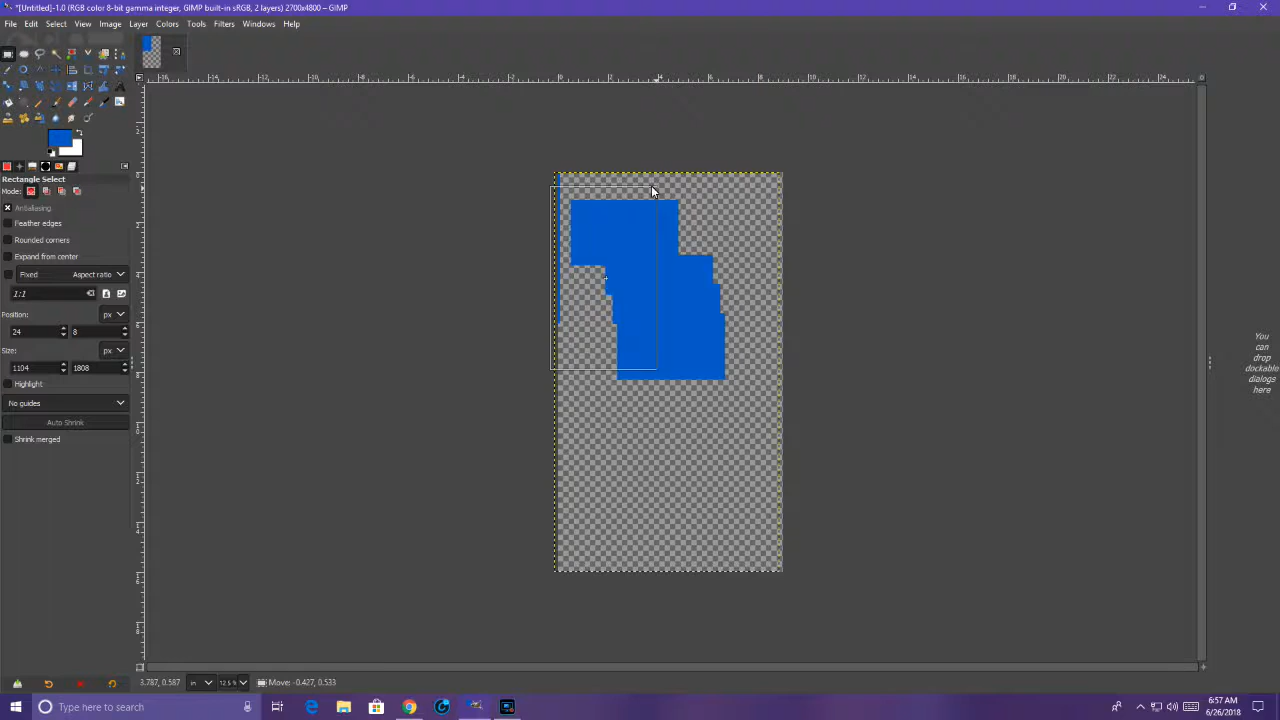 *[Untitled]-1.0 (RGB color 8-bit gamma integer, GIMP built-in sRGB, 2 layers) 2700x4800 – GIMP
File Edit Select View Image Layer Colors Tools Filters Windows Help
Rectangle Select
Mode:
Antialiasing
Feather edges
Rounded corners
Expand from center
Fixed Aspect ratio
1:1
Position: px
24 8
Size: px
1104 1808
Highlight
No guides
Auto Shrink
Shrink merged
You
can
drop
dockable
dialogs
here
3.787, 0.587 in 12.5 % Move: -0.427, 0.533
Type here to search
6:57 AM
6/26/2018